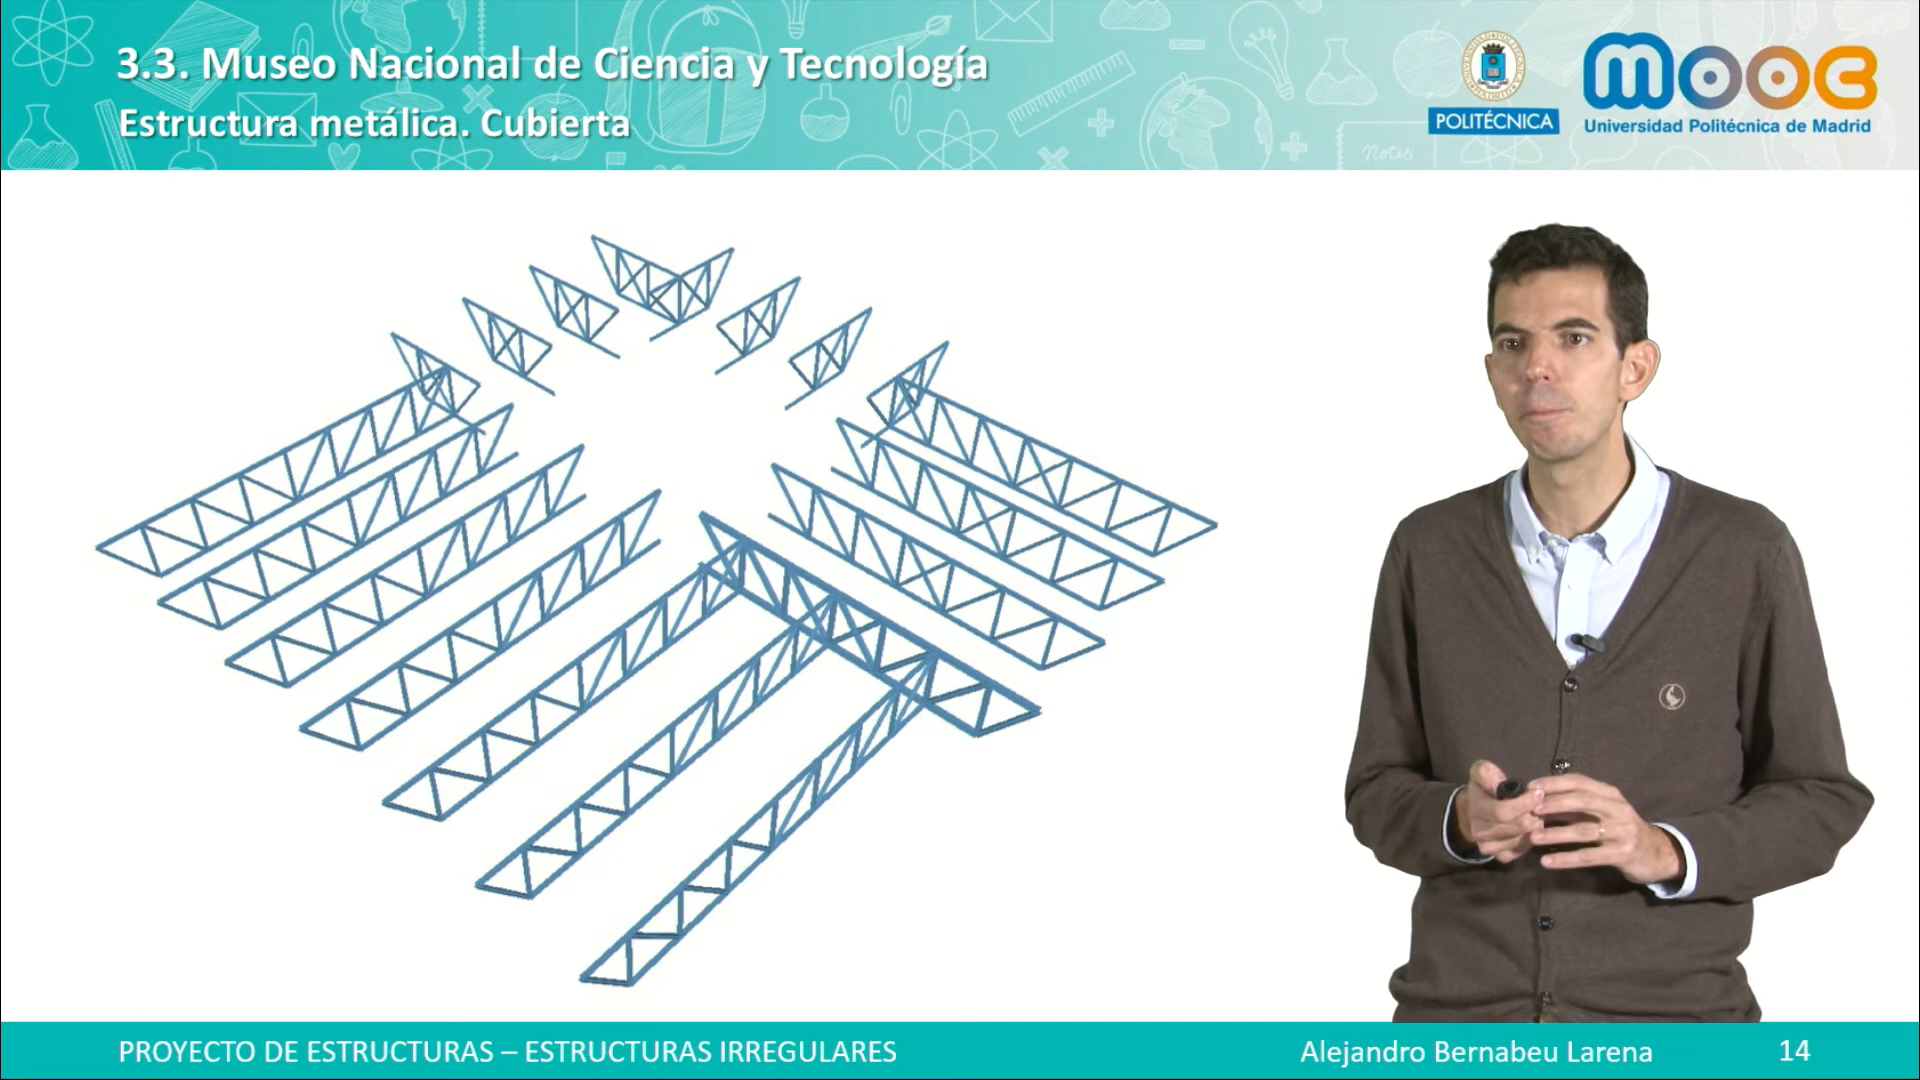 3.3. Museo Nacional de Ciencia y Tecnología
Estructura metálica. Cubierta
POLITÉCNICA
mooc
Universidad Politécnica de Madrid
Notes
PROYECTO DE ESTRUCTURAS – ESTRUCTURAS IRREGULARES
Alejandro Bernabeu Larena
14